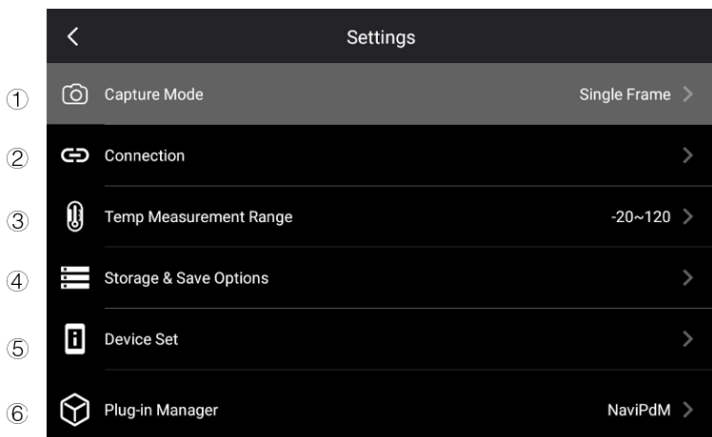 Settings
① Capture Mode Single Frame
② Connection
③ Temp Measurement Range -20~120
④ Storage & Save Options
⑤ Device Set
⑥ Plug-in Manager NaviPdM